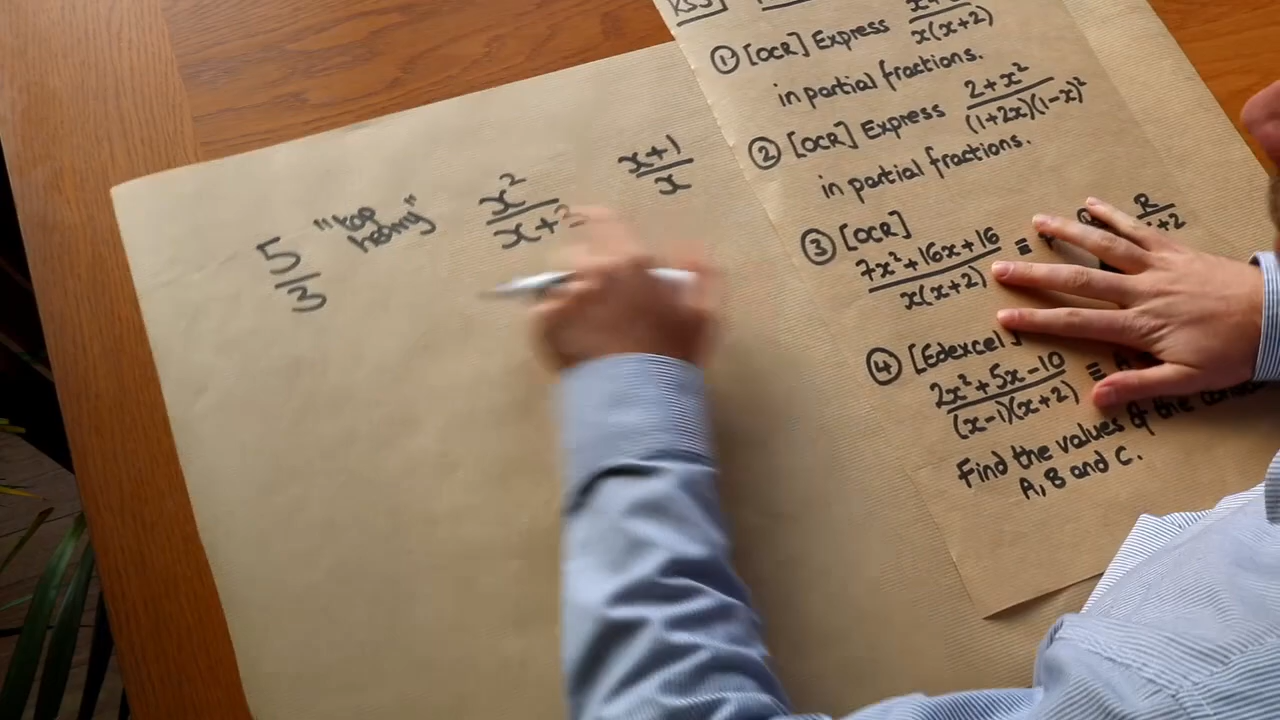 5/3
"top
heavy"
x²/(x+2)
(x+1)/x
KS5
x(x+2)
① [OCR] Express
in partial fractions.
② [OCR] Express (2+x²)/((1+2x)(1-x)²)
in partial fractions.
③ [OCR]
(7x²+16x+16)/(x(x+2)) ≡
R
④ [Edexcel]
(2x²+5x-10)/((x-1)(x+2)) ≡ A
Find the values of the
A, B and C.